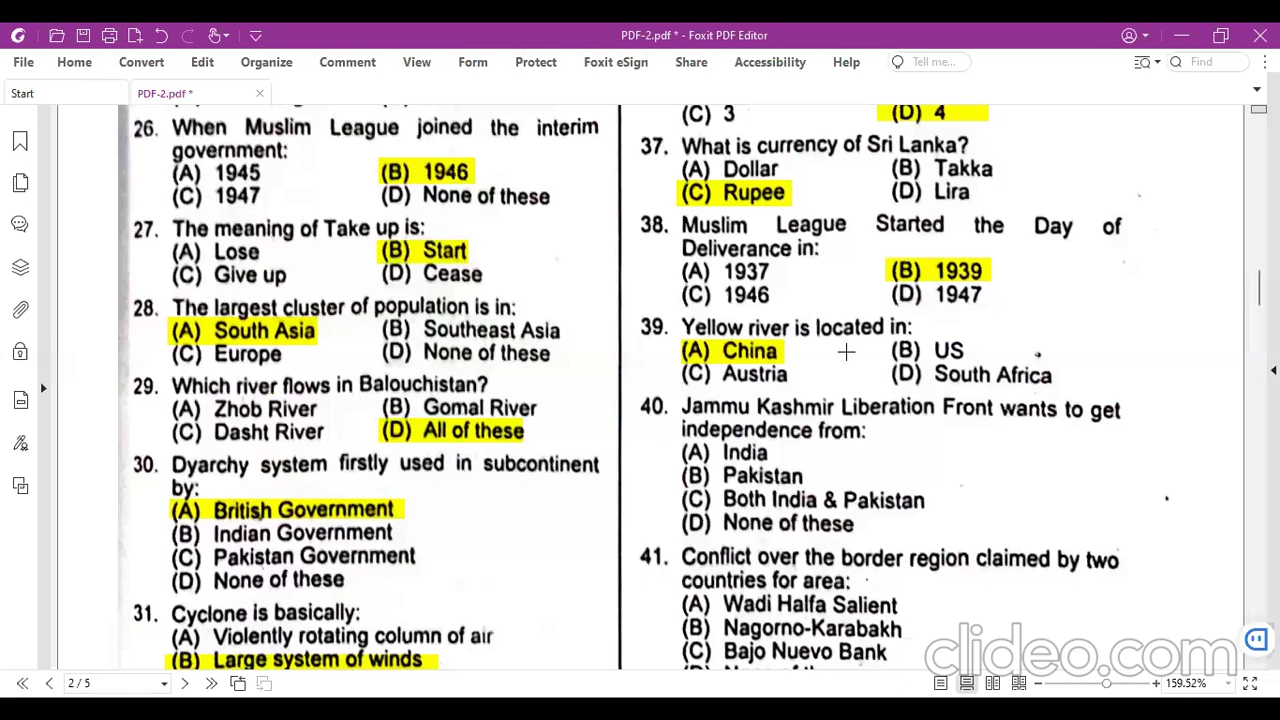 PDF-2.pdf * - Foxit PDF Editor
File Home Convert Edit Organize Comment View Form Protect Foxit eSign Share Accessibility Help Tell me... Find
Start PDF-2.pdf *
26. When Muslim League joined the interim
government:
(A) 1945 (B) 1946
(C) 1947 (D) None of these
27. The meaning of Take up is:
(A) Lose (B) Start
(C) Give up (D) Cease
28. The largest cluster of population is in:
(A) South Asia (B) Southeast Asia
(C) Europe (D) None of these
29. Which river flows in Balouchistan?
(A) Zhob River (B) Gomal River
(C) Dasht River (D) All of these
30. Dyarchy system firstly used in subcontinent
by:
(A) British Government
(B) Indian Government
(C) Pakistan Government
(D) None of these
31. Cyclone is basically:
(A) Violently rotating column of air
(B) Large system of winds
(C) 3 (D) 4
37. What is currency of Sri Lanka?
(A) Dollar (B) Takka
(C) Rupee (D) Lira
38. Muslim League Started the Day of
Deliverance in:
(A) 1937 (B) 1939
(C) 1946 (D) 1947
39. Yellow river is located in:
(A) China (B) US
(C) Austria (D) South Africa
40. Jammu Kashmir Liberation Front wants to get
independence from:
(A) India
(B) Pakistan
(C) Both India & Pakistan
(D) None of these
41. Conflict over the border region claimed by two
countries for area:
(A) Wadi Halfa Salient
(B) Nagorno-Karabakh
(C) Bajo Nuevo Bank
clideo.com
2 / 5 159.52%